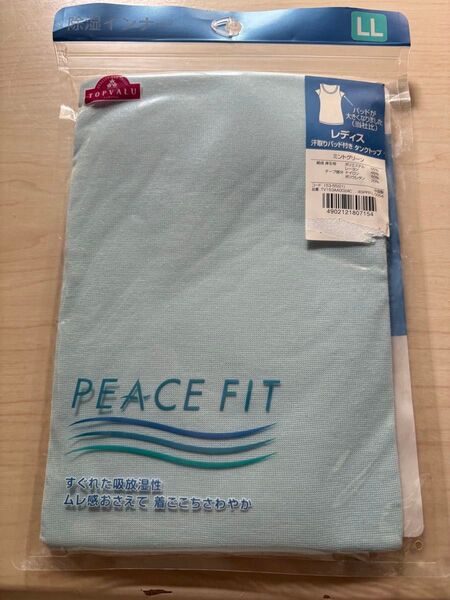 除湿インナー
LL
TOPVALU
パッドが
大きくなりました
(当社比)
レディス
汗取りパッド付き タンクトップ
ミントグリーン
4902121807154
PEACE FIT
すぐれた吸放湿性
ムレ感おさえて 着ごこちさわやか